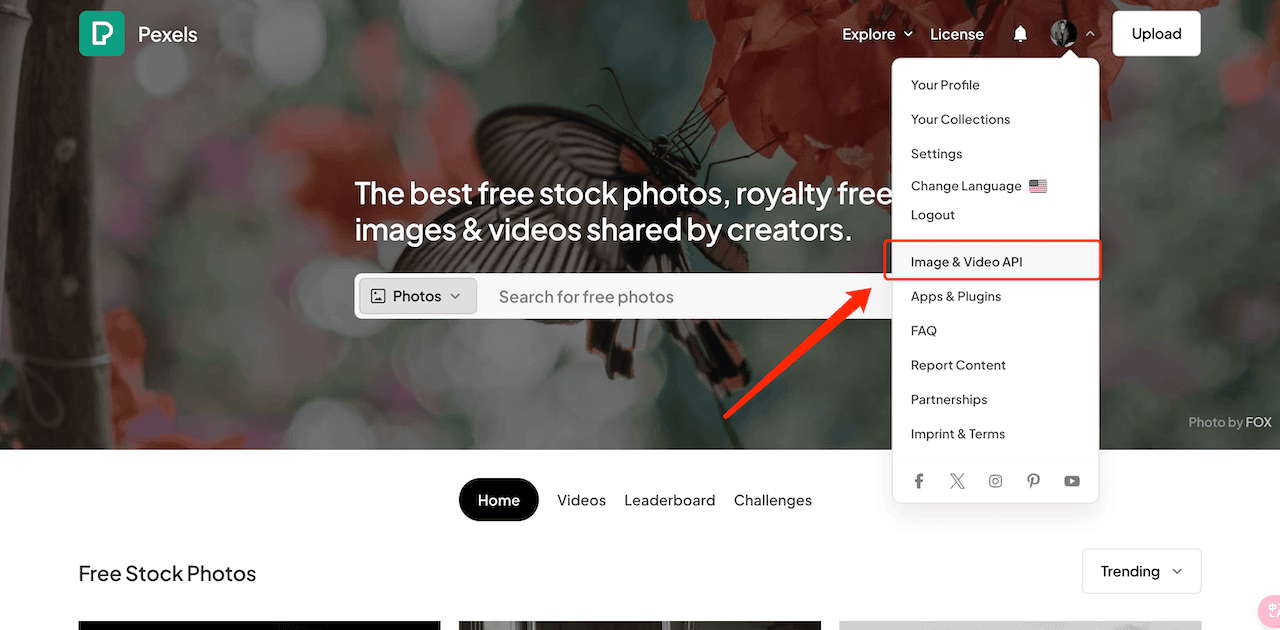 Pexels
Explore
License
Upload
Your Profile
Your Collections
Settings
Change Language
Logout
Image & Video API
Apps & Plugins
FAQ
Report Content
Partnerships
Imprint & Terms
The best free stock photos, royalty free
images & videos shared by creators.
Photos
Search for free photos
Photo by FOX
Home
Videos
Leaderboard
Challenges
Free Stock Photos
Trending